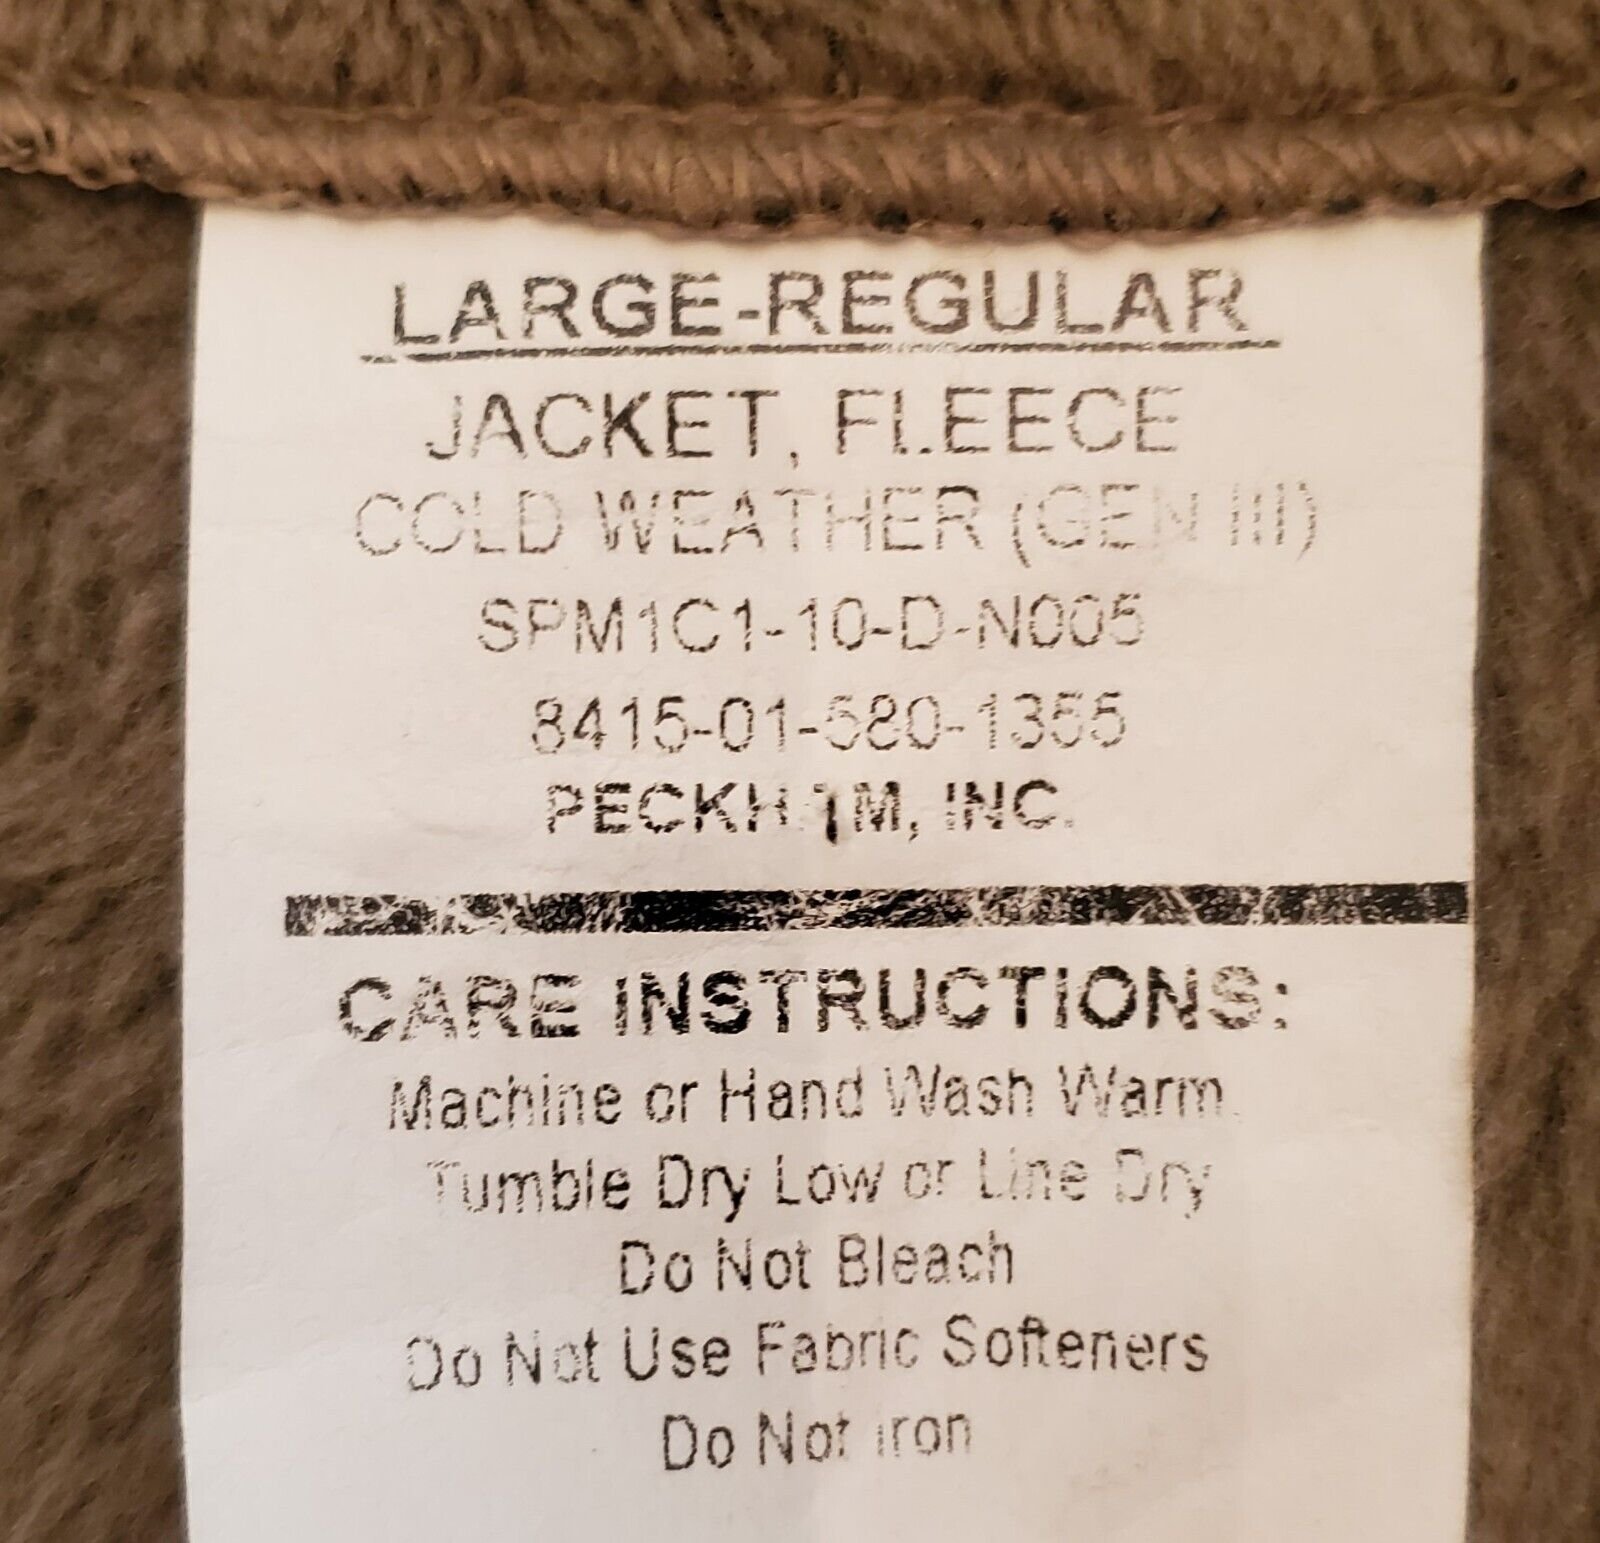 LARGE-REGULAR
JACKET, FLEECE
COLD WEATHER (GEN III)
SPM1C1-10-D-N005
8415-01-580-1355
PECKHAM, INC.
CARE INSTRUCTIONS:
Machine or Hand Wash Warm
Tumble Dry Low or Line Dry
Do Not Bleach
Do Not Use Fabric Softeners
Do Not Iron